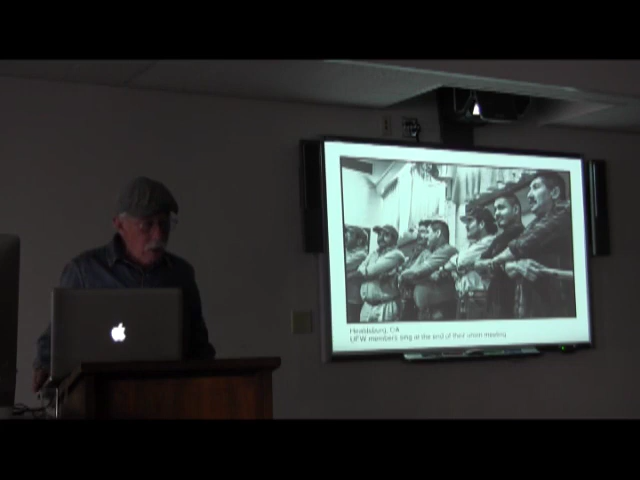 Healdsburg, CA
UFW members sing at the end of their union meeting